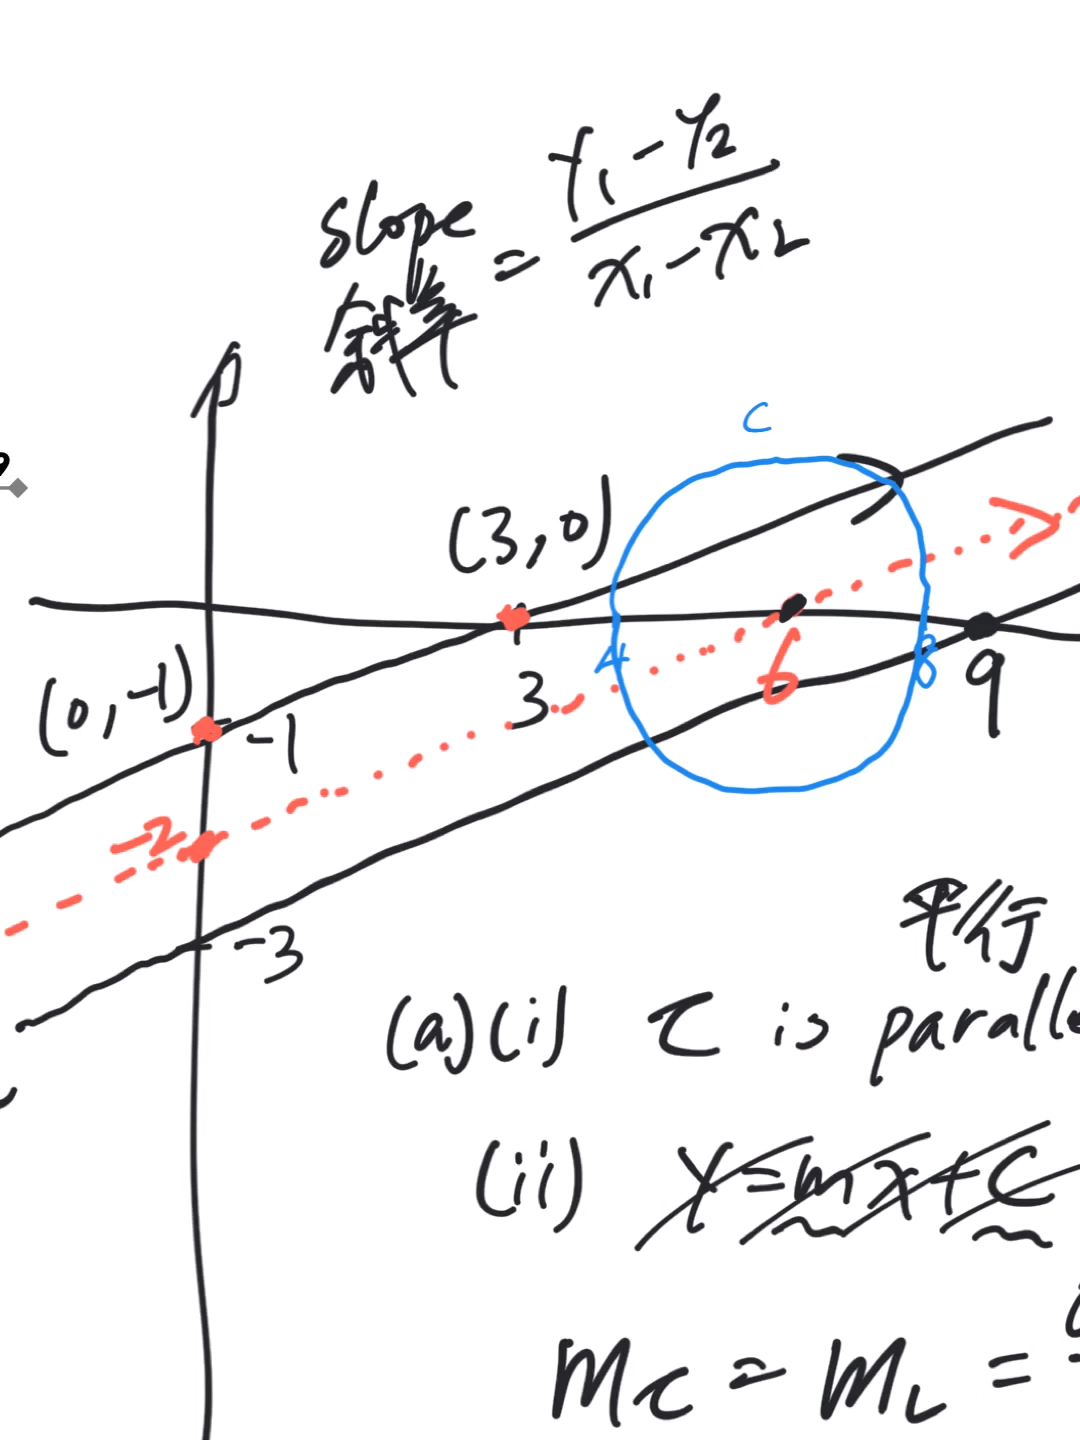 slope
斜率 = y₁-y₂ / x₁-x₂
C
(3,0)
(0,-1)
-1
3
4
6
8
9
-2
-3
平行
(a)(i) τ is paralle
(ii) y=mx+c
mτ = mL =